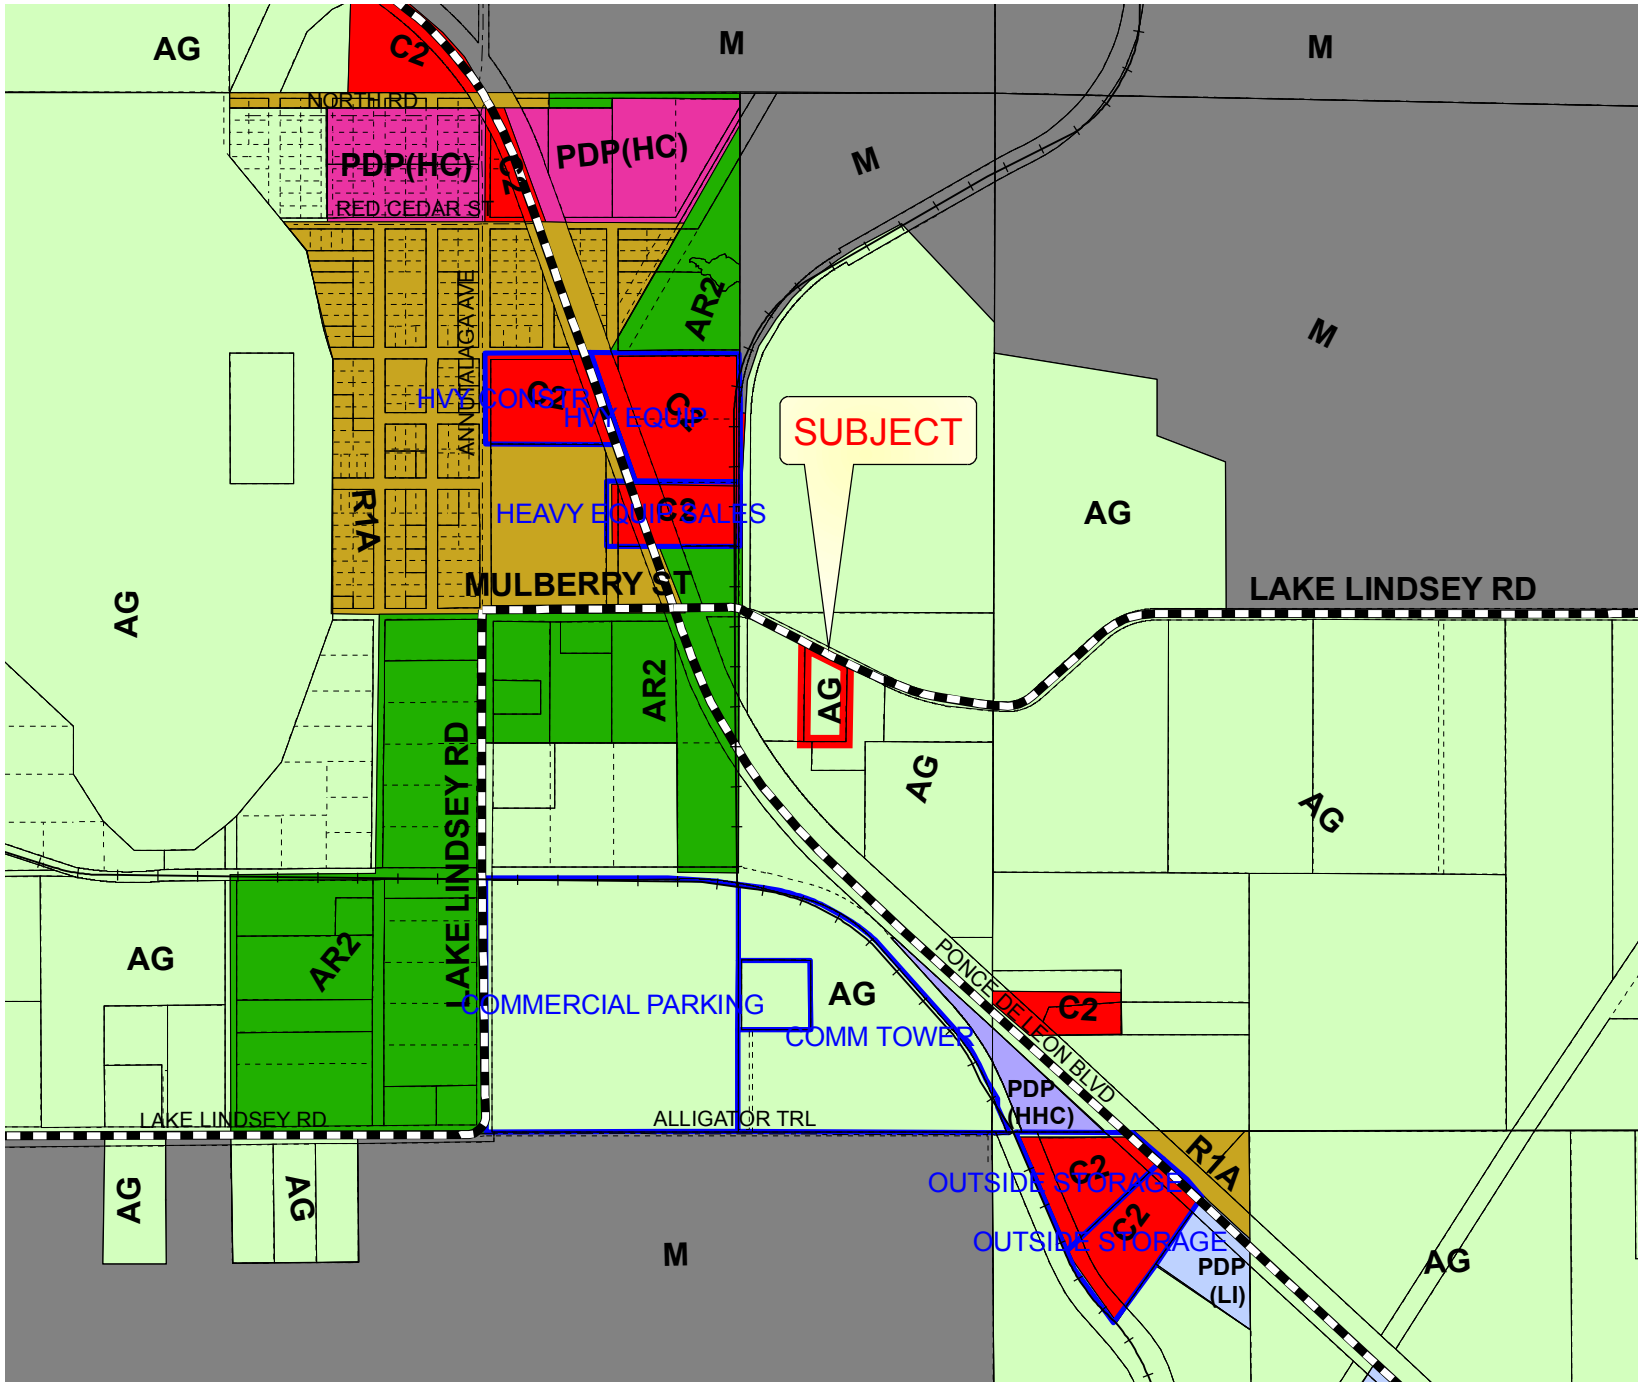 AG
C2
M
M
NORTH RD
PDP(HC)
C2
PDP(HC)
M
RED CEDAR ST
ANNUTALAGA AVE
AR2
M
HVY CONSTR
C2
HVY EQUIP
C2
SUBJECT
R1A
HEAVY EQUIP SALES
C2
AG
MULBERRY ST
LAKE LINDSEY RD
AG
AR2
AG
LAKE LINDSEY RD
AG
AG
AG
AR2
COMMERCIAL PARKING
AG
COMM TOWER
PONCE DE LEON BLVD
C2
PDP
(HHC)
LAKE LINDSEY RD
ALLIGATOR TRL
AG
AG
C2
OUTSIDE STORAGE
R1A
C2
OUTSIDE STORAGE
M
PDP
(LI)
AG